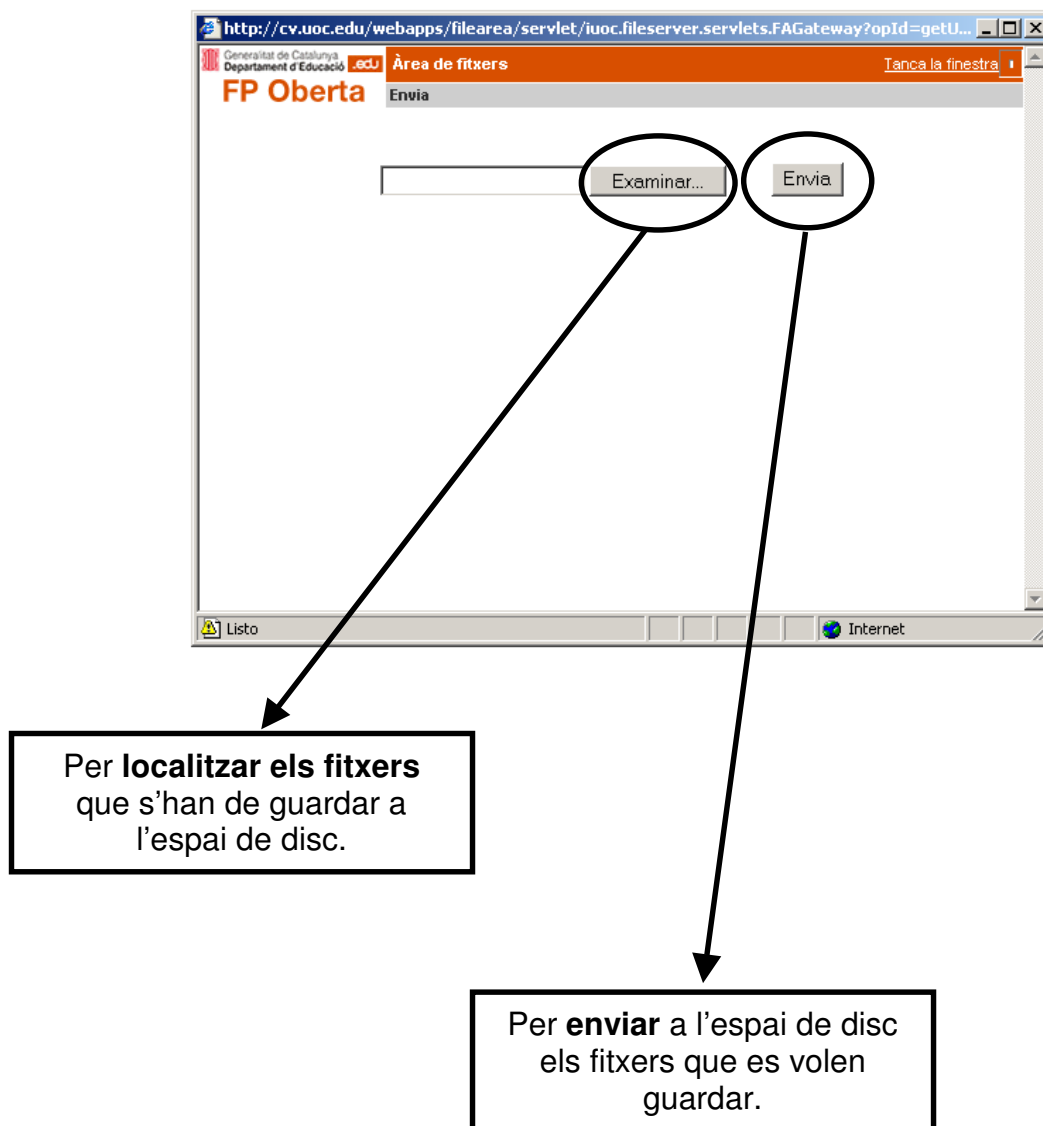 http://cv.uoc.edu/webapps/filearea/servlet/iuoc.fileserver.servlets.FAGateway?opId=getU...
Generalitat de Catalunya
Departament d'Educació .edu
Àrea de fitxers
Tanca la finestra
FP Oberta
Envia
Examinar...
Envia
Listo
Internet
Per localitzar els fitxers
que s'han de guardar a
l'espai de disc.
Per enviar a l'espai de disc
els fitxers que es volen
guardar.